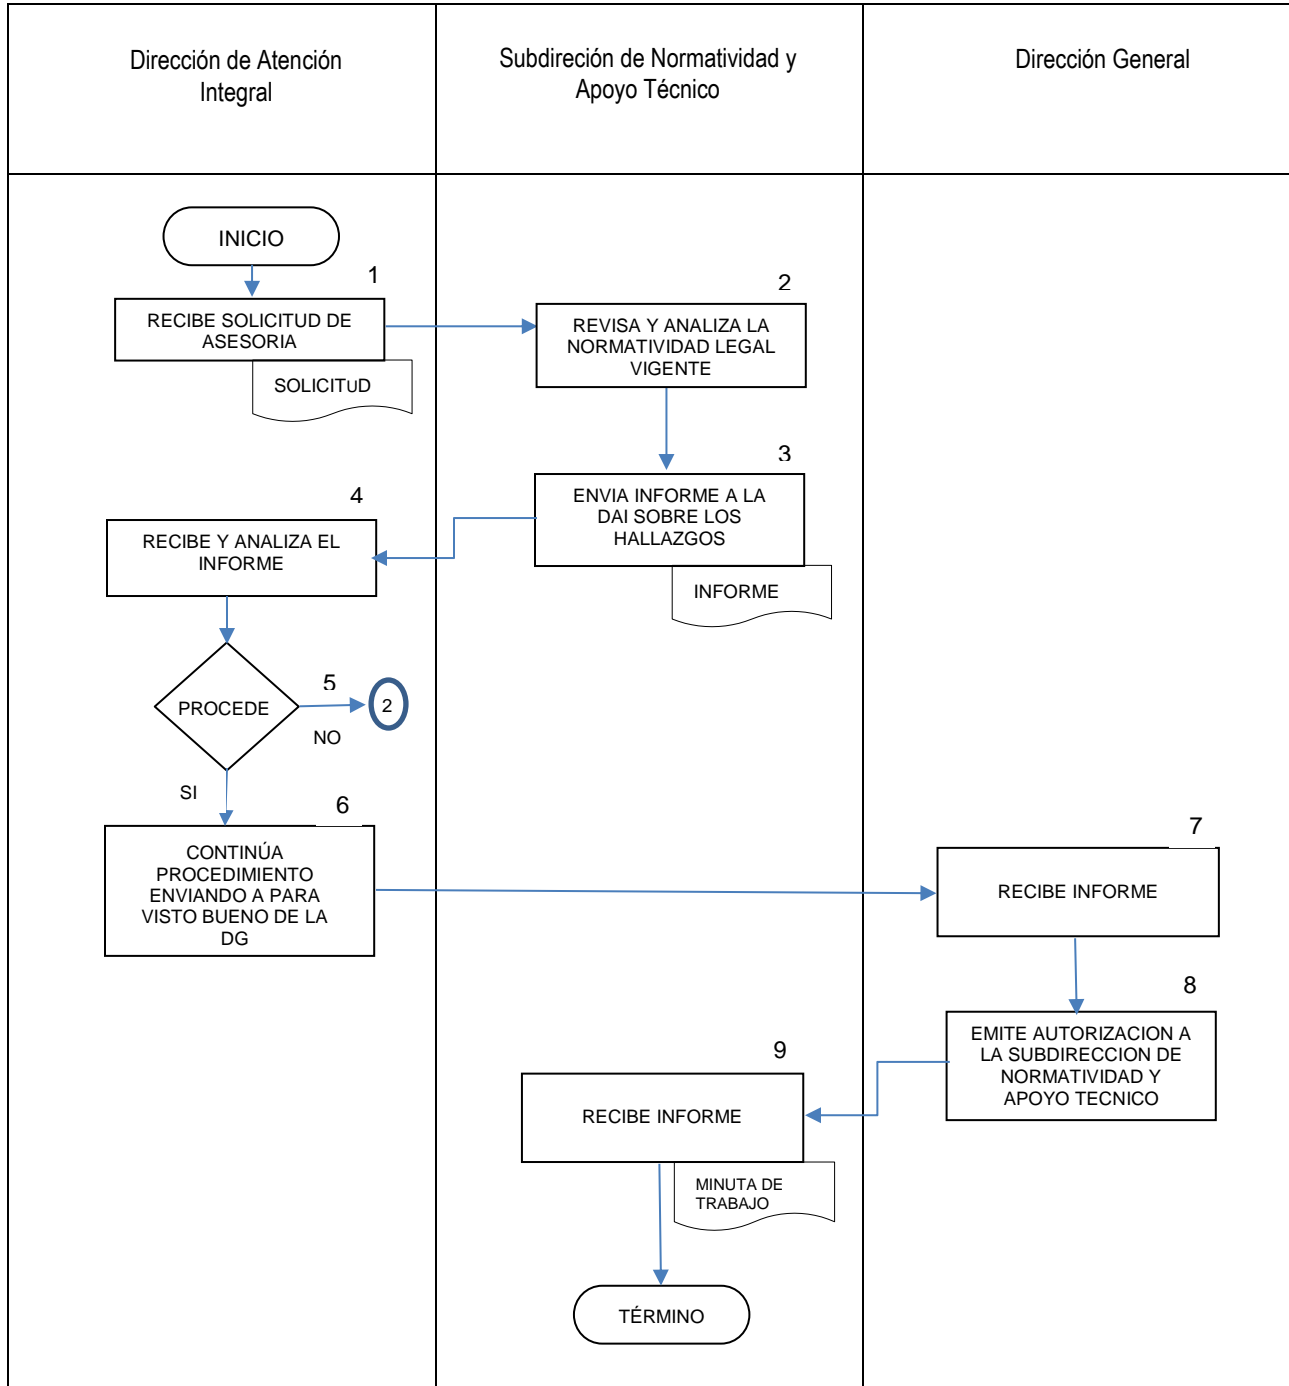 Dirección de Atención
Integral
Subdireción de Normatividad y
Apoyo Técnico
Dirección General
INICIO
1
RECIBE SOLICITUD DE
ASESORIA
SOLICITUD
2
REVISA Y ANALIZA LA
NORMATIVIDAD LEGAL
VIGENTE
3
ENVIA INFORME A LA
DAI SOBRE LOS
HALLAZGOS
INFORME
4
RECIBE Y ANALIZA EL
INFORME
PROCEDE
5
2
NO
SI
6
CONTINÚA
PROCEDIMIENTO
ENVIANDO A PARA
VISTO BUENO DE LA
DG
7
RECIBE INFORME
8
EMITE AUTORIZACION A
LA SUBDIRECCION DE
NORMATIVIDAD Y
APOYO TECNICO
9
RECIBE INFORME
MINUTA DE
TRABAJO
TÉRMINO